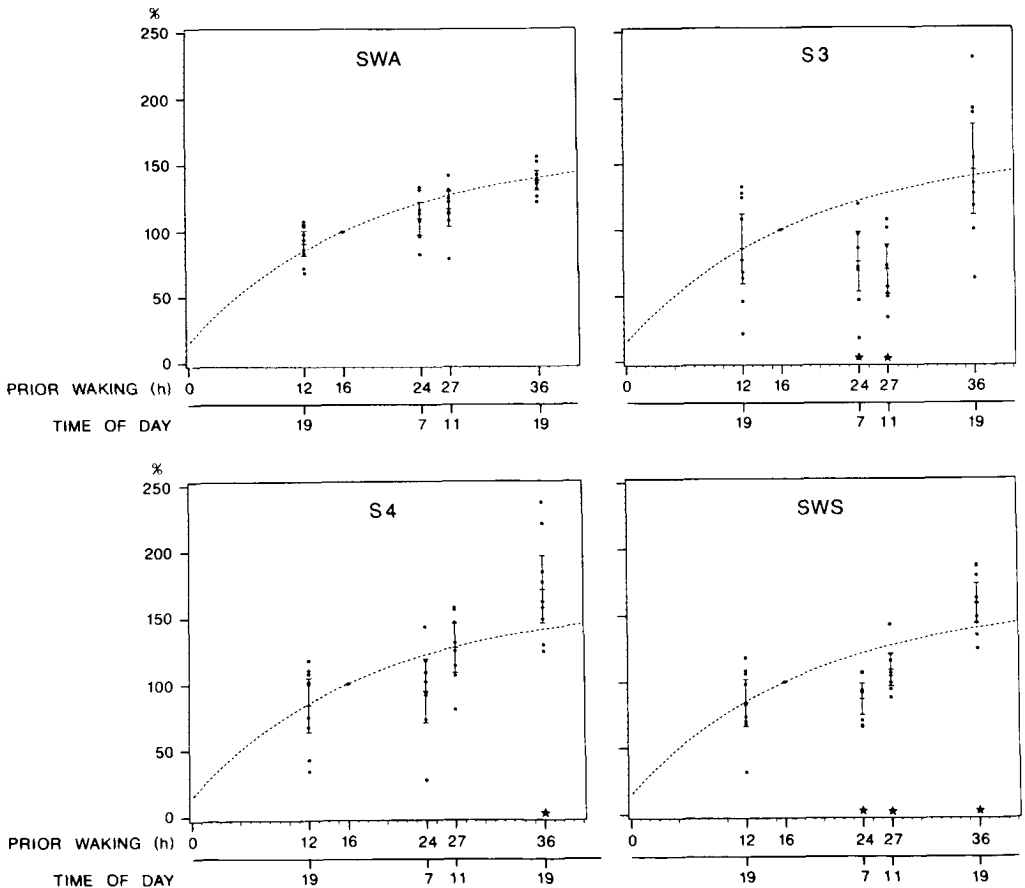 %
250
200
150
100
50
0
SWA
PRIOR WAKING (h) 0 12 16 24 27 36
TIME OF DAY 19 7 11 19
S3
0 12 16 24 27 36
19 7 11 19
%
250
200
150
100
50
0
S4
PRIOR WAKING (h) 0 12 16 24 27 36
TIME OF DAY 19 7 11 19
SWS
0 12 16 24 27 36
19 7 11 19